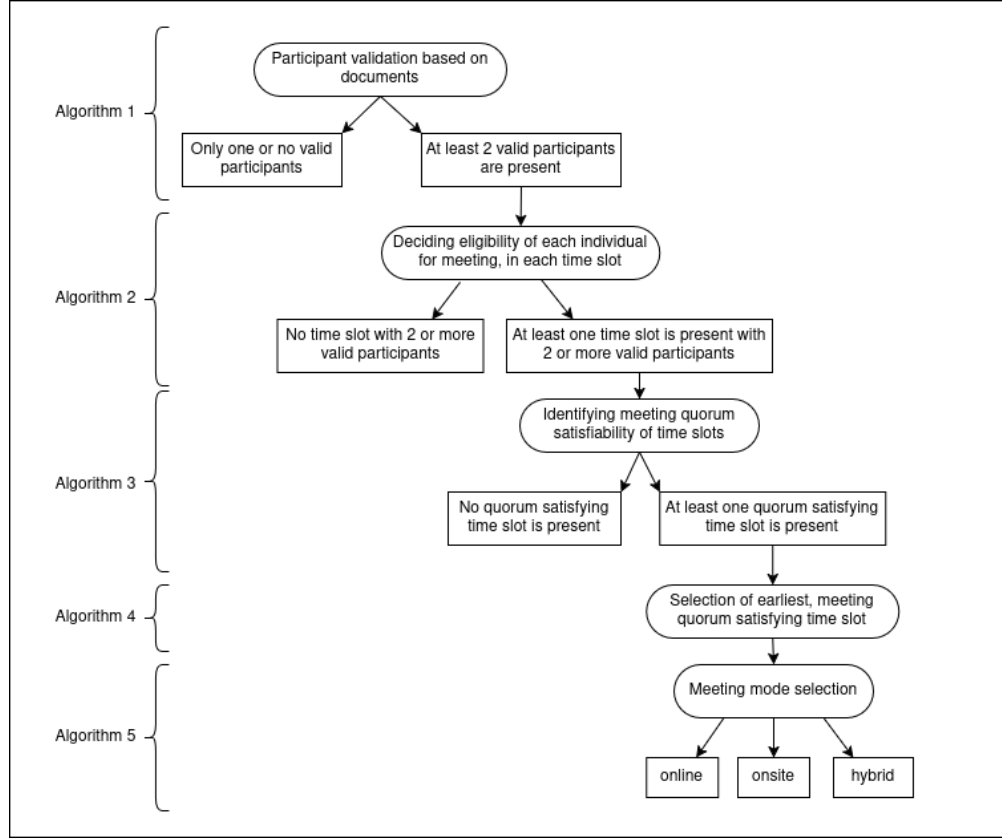 Participant validation based on
documents
Algorithm 1
Only one or no valid
participants
At least 2 valid participants
are present
Deciding eligibility of each individual
for meeting, in each time slot
Algorithm 2
No time slot with 2 or more
valid participants
At least one time slot is present with
2 or more valid participants
Identifying meeting quorum
satisfiability of time slots
Algorithm 3
No quorum satisfying
time slot is present
At least one quorum satisfying
time slot is present
Algorithm 4
Selection of earliest, meeting
quorum satisfying time slot
Meeting mode selection
Algorithm 5
online
onsite
hybrid